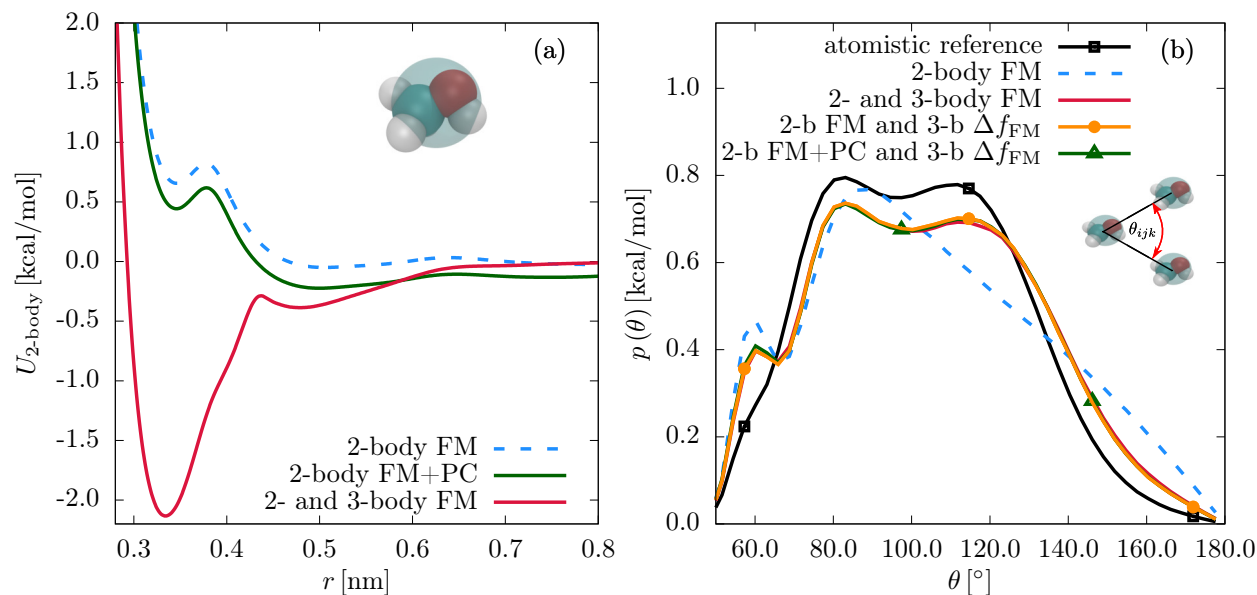 (a)
2.0
1.5
1.0
0.5
0.0
-0.5
-1.0
-1.5
-2.0
U2-body [kcal/mol]
2-body FM
2-body FM+PC
2- and 3-body FM
0.3 0.4 0.5 0.6 0.7 0.8
r [nm]
(b)
atomistic reference
2-body FM
2- and 3-body FM
2-b FM and 3-b ΔfFM
2-b FM+PC and 3-b ΔfFM
1.0
0.8
0.6
0.4
0.2
0.0
p (θ) [kcal/mol]
θijk
60.0 80.0 100.0 120.0 140.0 160.0 180.0
θ [°]